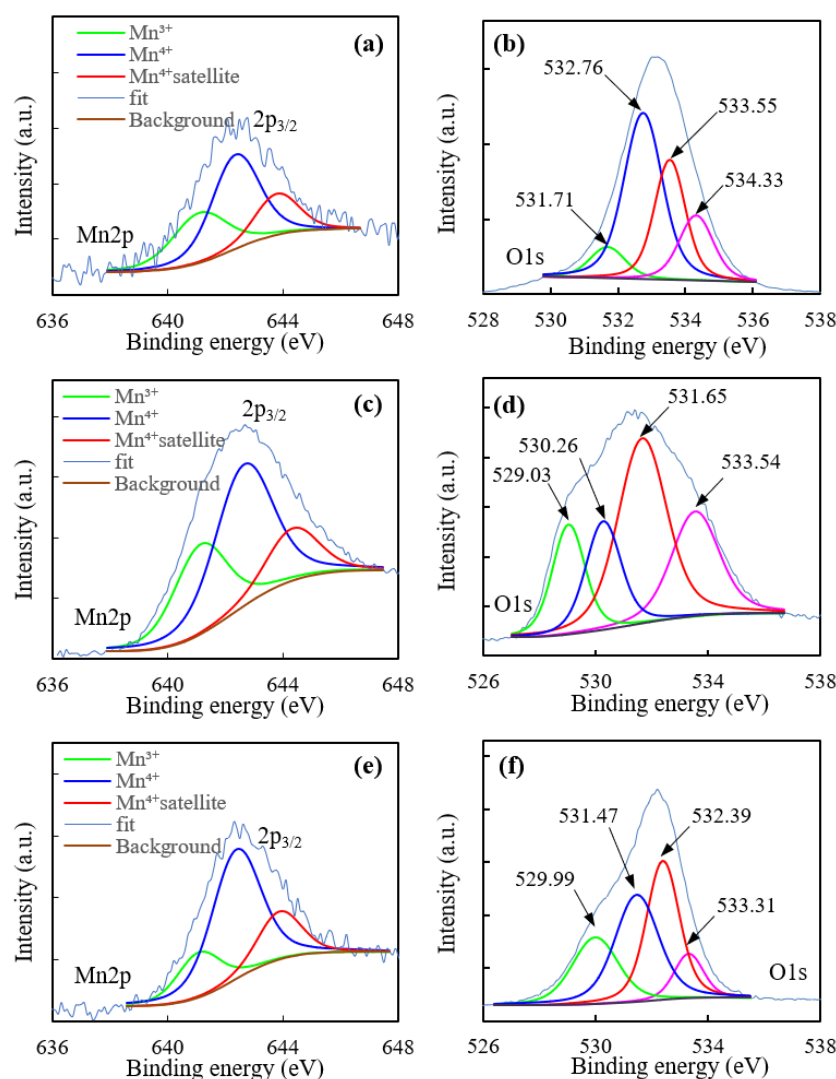 (a)
Mn³⁺
Mn⁴⁺
Mn⁴⁺satellite
fit
Background
2p₃/₂
Mn2p
Intensity (a.u.)
636 640 644 648
Binding energy (eV)
(b)
532.76
533.55
534.33
531.71
O1s
Intensity (a.u.)
528 530 532 534 536 538
Binding energy (eV)
(c)
Mn³⁺
Mn⁴⁺
Mn⁴⁺satellite
fit
Background
2p₃/₂
Mn2p
Intensity (a.u.)
636 640 644 648
Binding energy (eV)
(d)
531.65
530.26
529.03
533.54
O1s
Intensity (a.u.)
526 530 534 538
Binding energy (eV)
(e)
Mn³⁺
Mn⁴⁺
Mn⁴⁺satellite
fit
Background
2p₃/₂
Mn2p
Intensity (a.u.)
636 640 644 648
Binding energy (eV)
(f)
531.47
532.39
529.99
533.31
O1s
Intensity (a.u.)
526 530 534 538
Binding energy (eV)